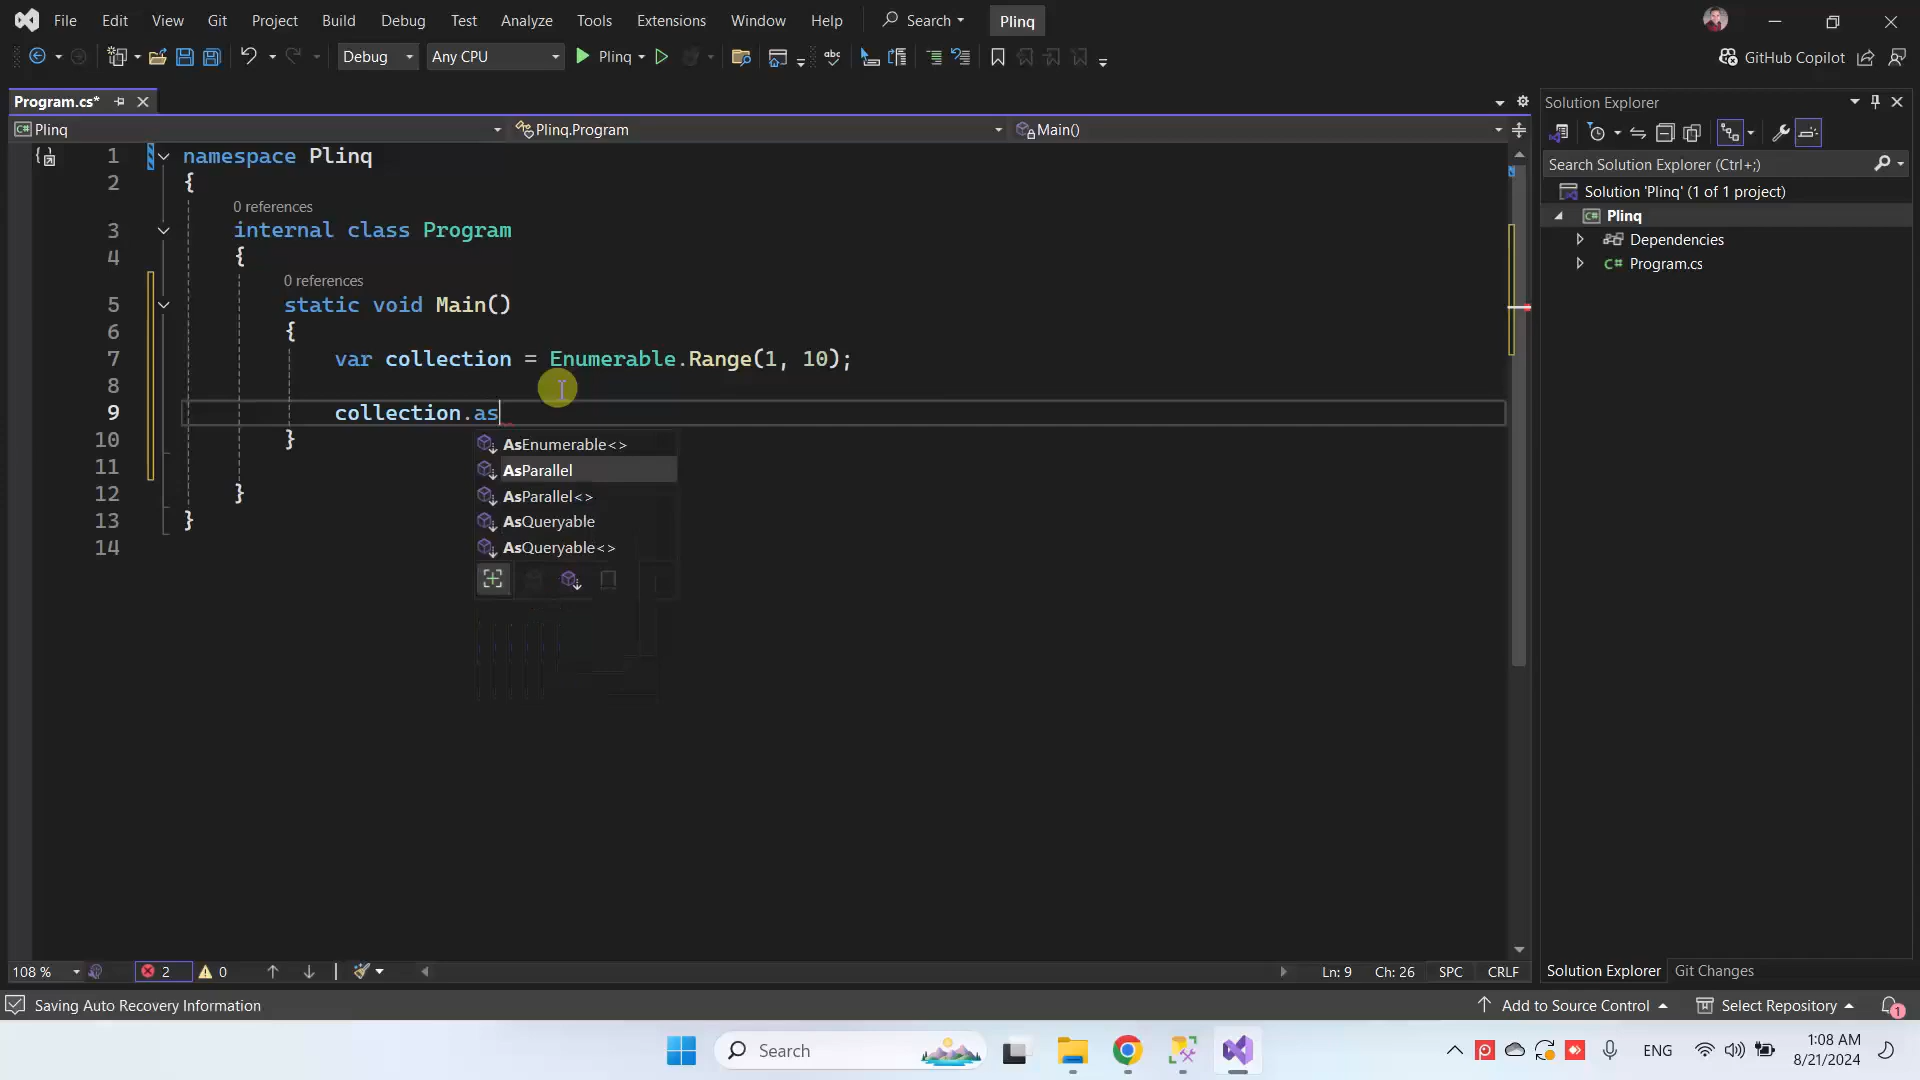 File Edit View Git Project Build Debug Test Analyze Tools Extensions Window Help Search Plinq
Debug Any CPU Plinq GitHub Copilot
Program.cs*
Plinq Plinq.Program Main()
1 namespace Plinq
2 {
0 references
3 internal class Program
4 {
0 references
5 static void Main()
6 {
7 var collection = Enumerable.Range(1, 10);
8
9 collection.as
10 }
11
12 }
13 }
14
AsEnumerable<>
AsParallel
AsParallel<>
AsQueryable
AsQueryable<>
Solution Explorer
Search Solution Explorer (Ctrl+;)
Solution 'Plinq' (1 of 1 project)
Plinq
Dependencies
C# Program.cs
108 % 2 0 Ln: 9 Ch: 26 SPC CRLF
Solution Explorer Git Changes
Saving Auto Recovery Information Add to Source Control Select Repository 1
Search ENG 1:08 AM
8/21/2024